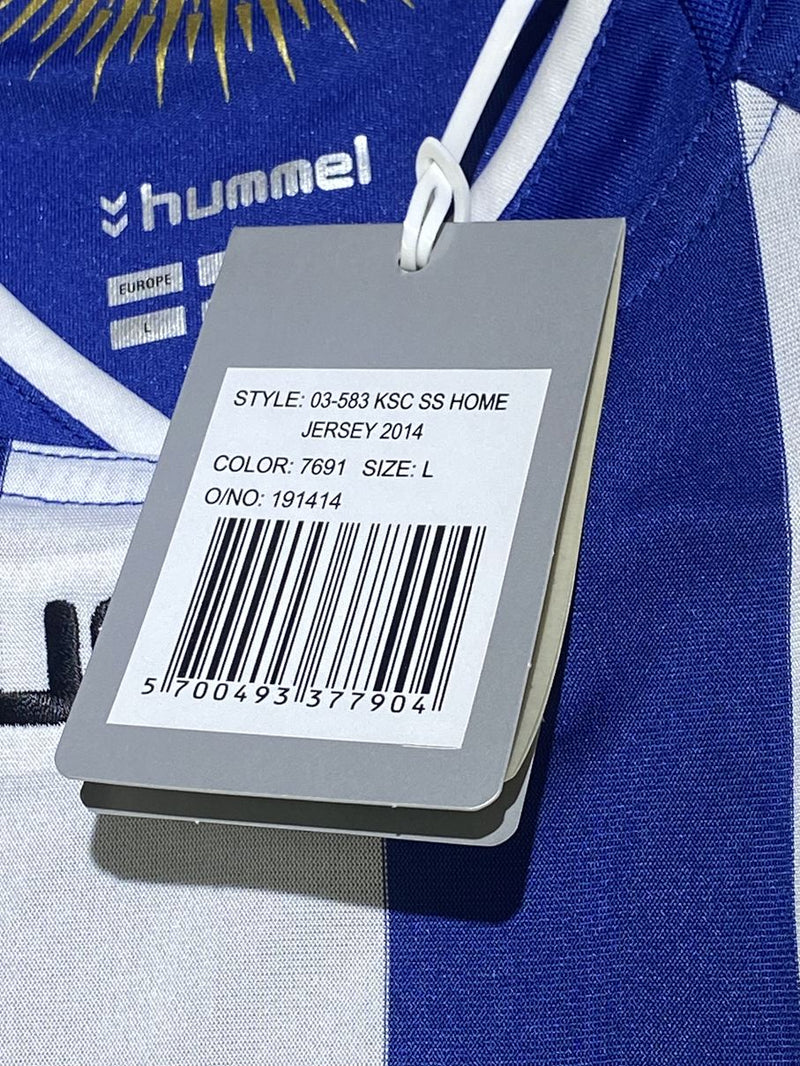 hummel
EUROPE
L
STYLE: 03-583 KSC SS HOME
JERSEY 2014
COLOR: 7691 SIZE: L
O/NO: 191414
5 700493 377904